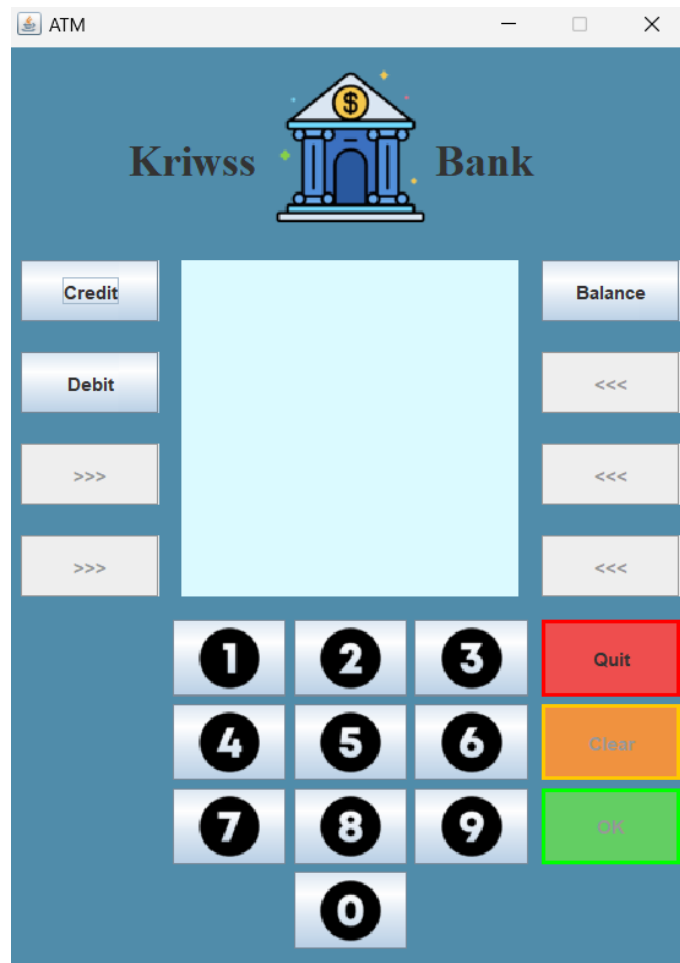 ATM
$
Kriwss Bank
Credit Balance
Debit <<<
>>> <<<
>>> <<<
1 2 3 Quit
4 5 6 Clear
7 8 9 OK
0